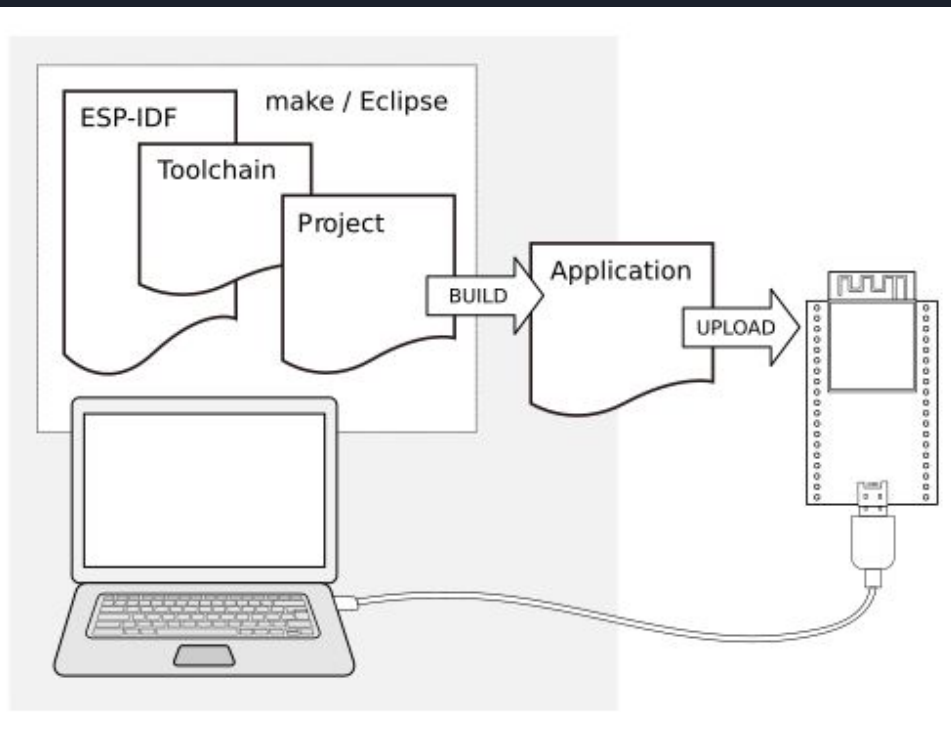 ESP-IDF
make / Eclipse
Toolchain
Project
BUILD
Application
UPLOAD